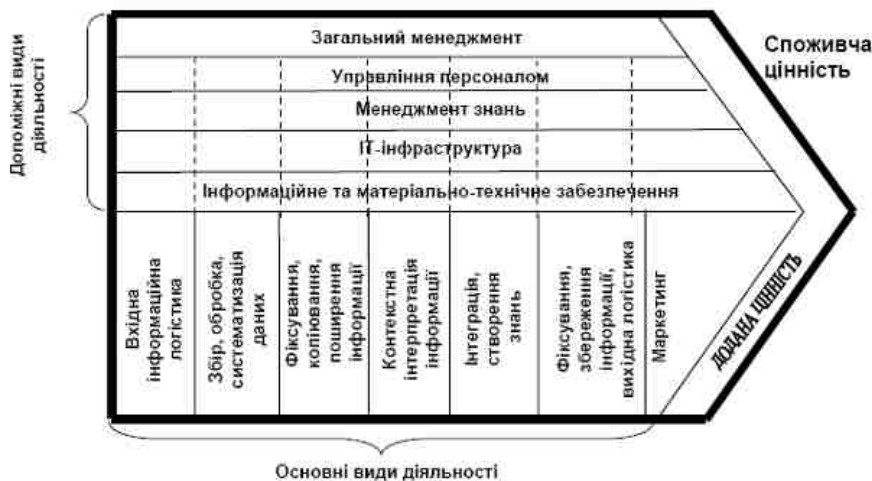 Допоміжні види
діяльності
Загальний менеджмент
Управління персоналом
Менеджмент знань
ІТ-інфраструктура
Інформаційне та матеріально-технічне забезпечення
Споживча
цінність
Вхідна
інформаційна
логістика
Збір, обробка,
систематизація
даних
Фіксування,
копіювання,
поширення
інформації
Контекстна
інтерпретація
інформації
Інтеграція,
створення
знань
Фіксування,
збереження
інформації,
вихідна логістика
Маркетинг
ДОДАНА ЦІННІСТЬ
Основні види діяльності